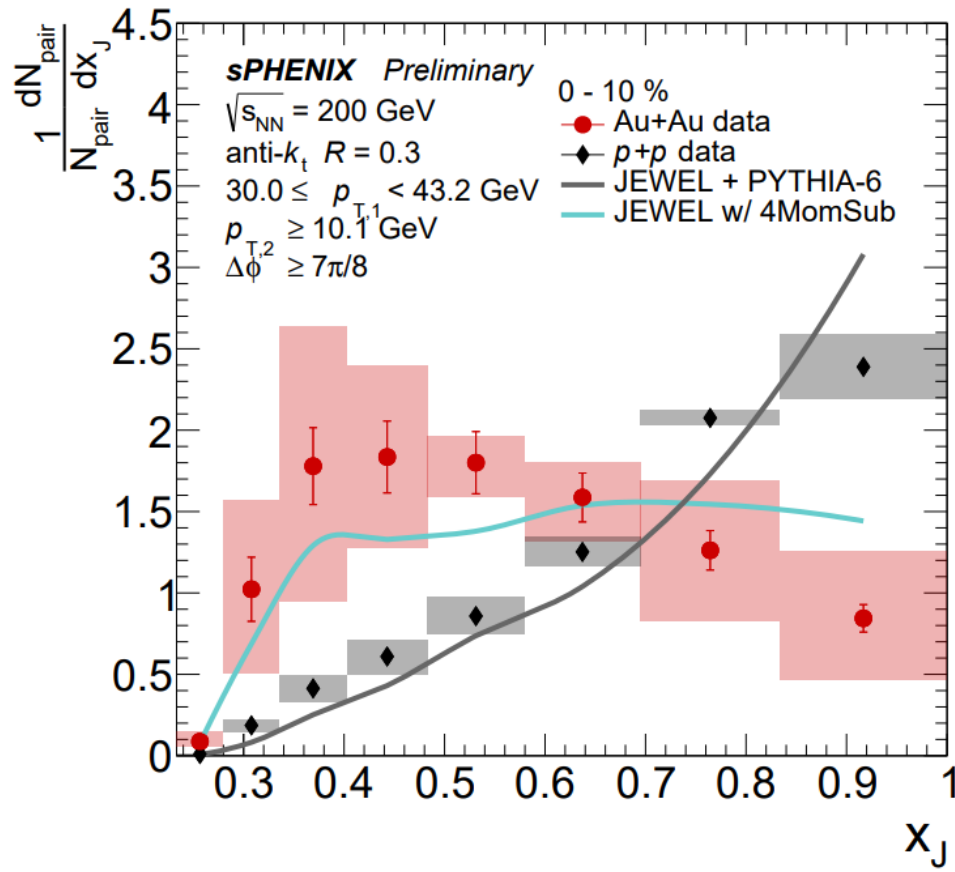 1/N_pair dN_pair/dx_J
sPHENIX Preliminary
√s_NN = 200 GeV
anti-k_t R = 0.3
30.0 ≤ p_T,1 < 43.2 GeV
p_T,2 ≥ 10.1 GeV
Δϕ ≥ 7π/8
0 - 10 %
Au+Au data
p+p data
JEWEL + PYTHIA-6
JEWEL w/ 4MomSub
4.5
4
3.5
3
2.5
2
1.5
1
0.5
0
0.3 0.4 0.5 0.6 0.7 0.8 0.9 1
x_J